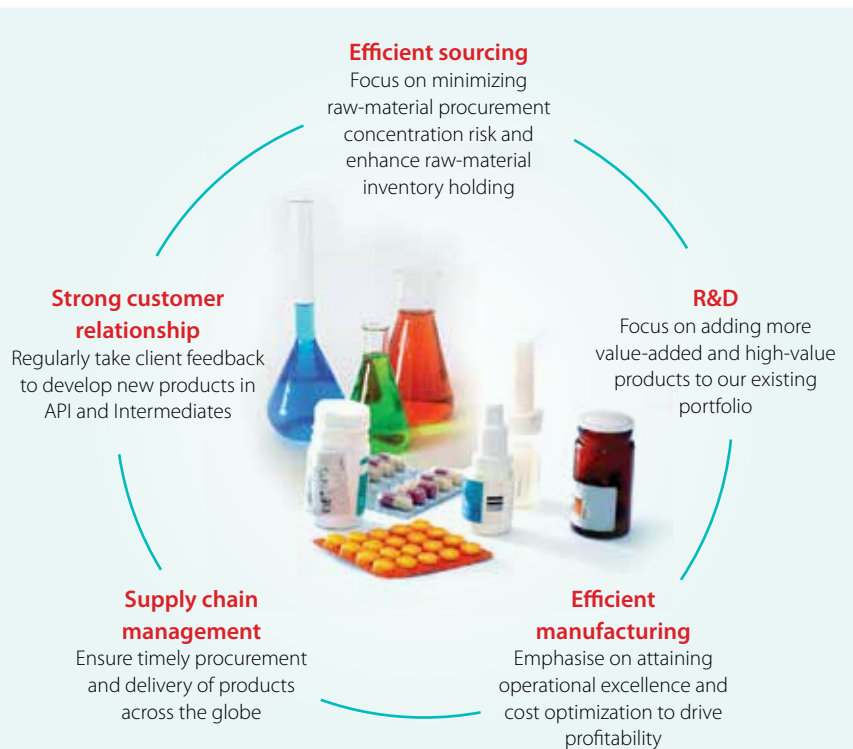 Efficient sourcing
Focus on minimizing
raw-material procurement
concentration risk and
enhance raw-material
inventory holding
R&D
Focus on adding more
value-added and high-value
products to our existing
portfolio
Efficient
manufacturing
Emphasise on attaining
operational excellence and
cost optimization to drive
profitability
Supply chain
management
Ensure timely procurement
and delivery of products
across the globe
Strong customer
relationship
Regularly take client feedback
to develop new products in
API and Intermediates